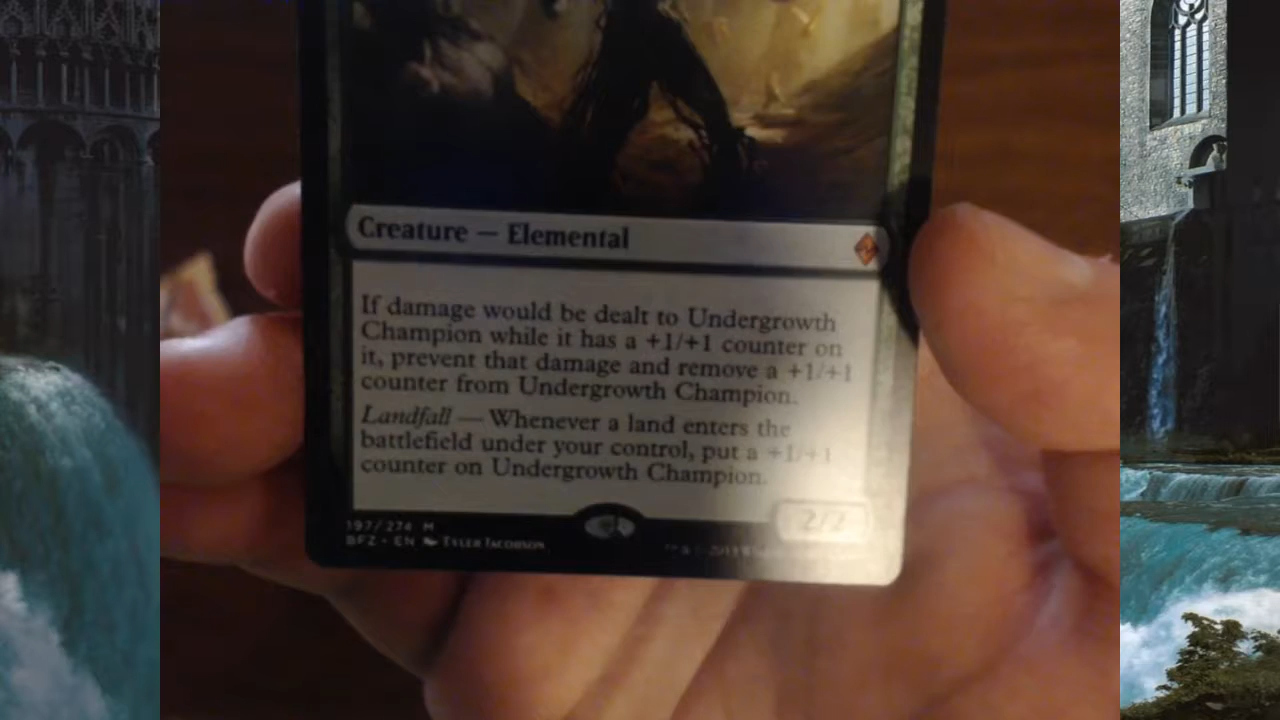 Creature — Elemental
If damage would be dealt to Undergrowth
Champion while it has a +1/+1 counter on
it, prevent that damage and remove a +1/+1
counter from Undergrowth Champion.
Landfall — Whenever a land enters the
battlefield under your control, put a +1/+1
counter on Undergrowth Champion.
2/2
197/274 M
BFZ • EN Tyler Jacobson